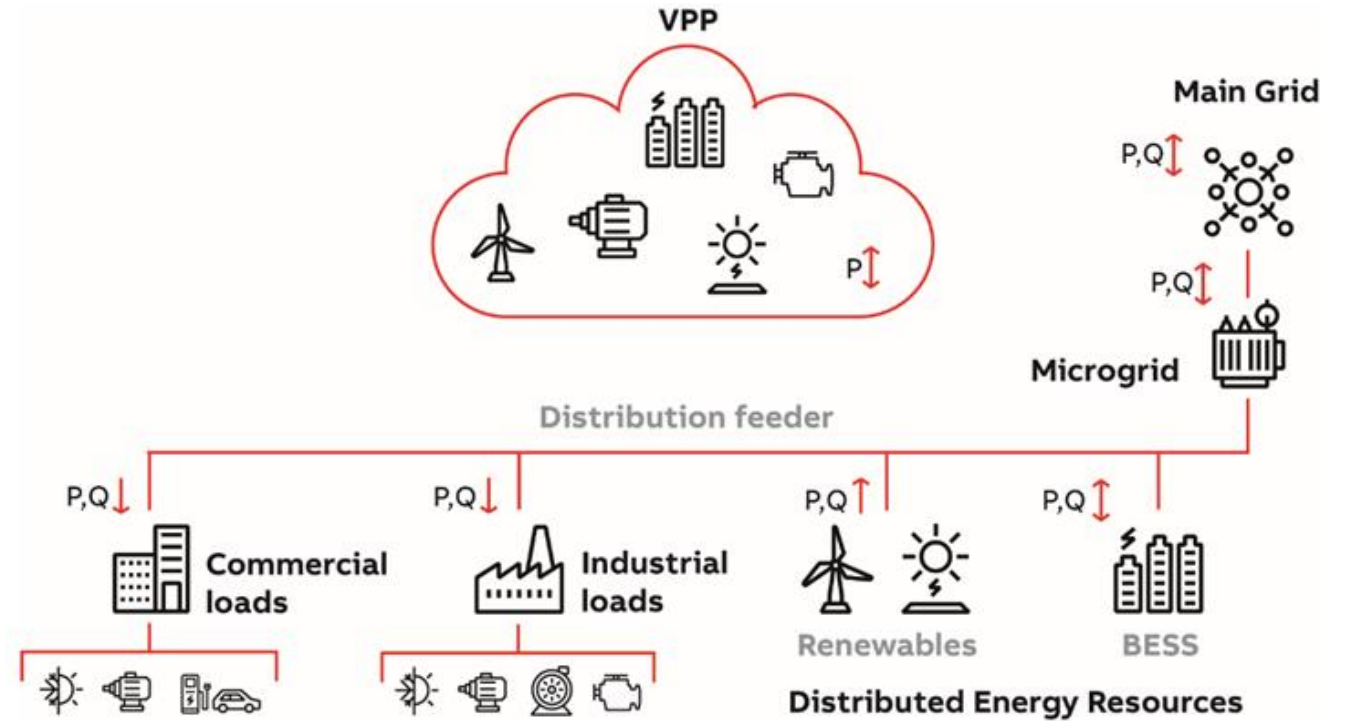 VPP
Main Grid
P,Q
P
P,Q
Microgrid
Distribution feeder
P,Q
P,Q
P,Q
P,Q
Commercial
loads
Industrial
loads
Renewables
BESS
Distributed Energy Resources